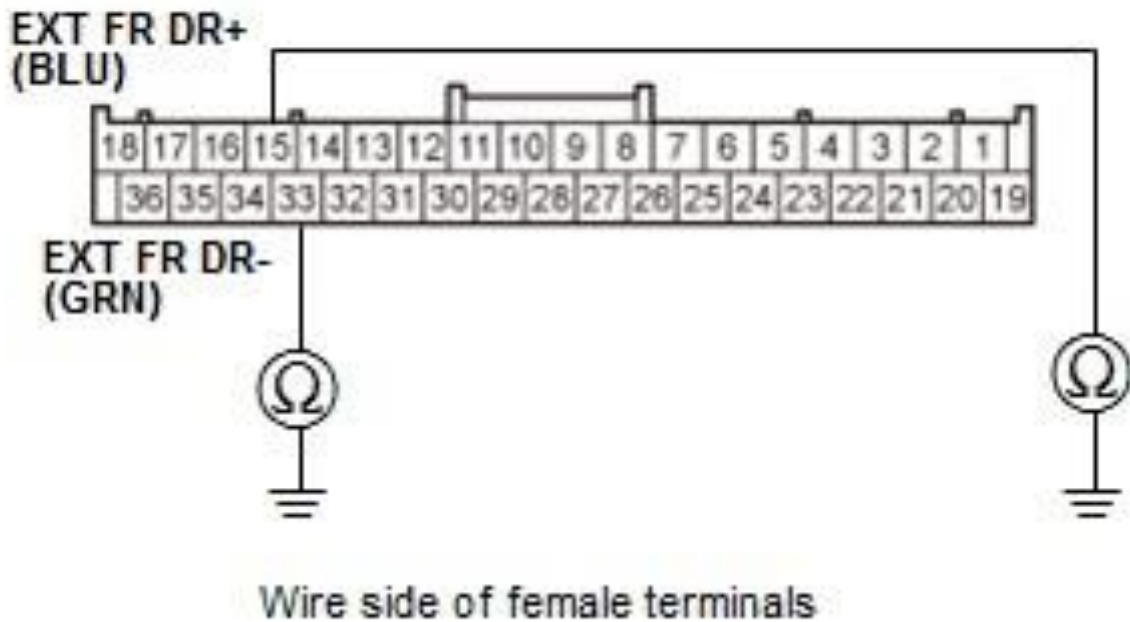 EXT FR DR+
(BLU)
18 17 16 15 14 13 12 11 10 9 8 7 6 5 4 3 2 1
36 35 34 33 32 31 30 29 28 27 26 25 24 23 22 21 20 19
EXT FR DR-
(GRN)
Ω Ω
Wire side of female terminals